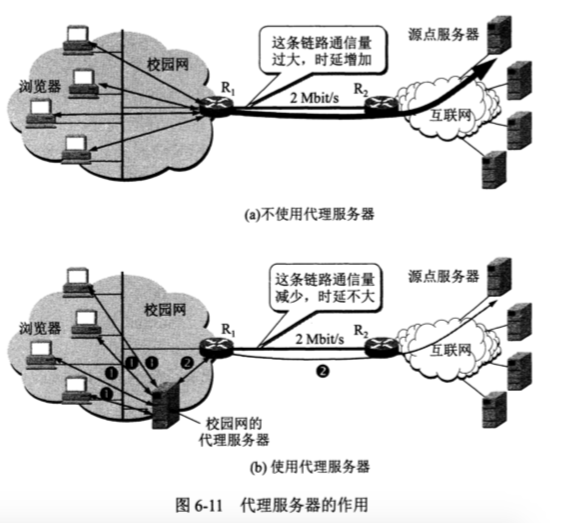 这条链路通信量
过大，时延增加
源点服务器
校园网
浏览器
R1
2 Mbit/s
R2
互联网
(a)不使用代理服务器
这条链路通信量
减少，时延不大
源点服务器
校园网
浏览器
R1
2 Mbit/s
R2
互联网
❶
❶
❶
❶
❷
❷
校园网的
代理服务器
(b) 使用代理服务器
图 6-11 代理服务器的作用